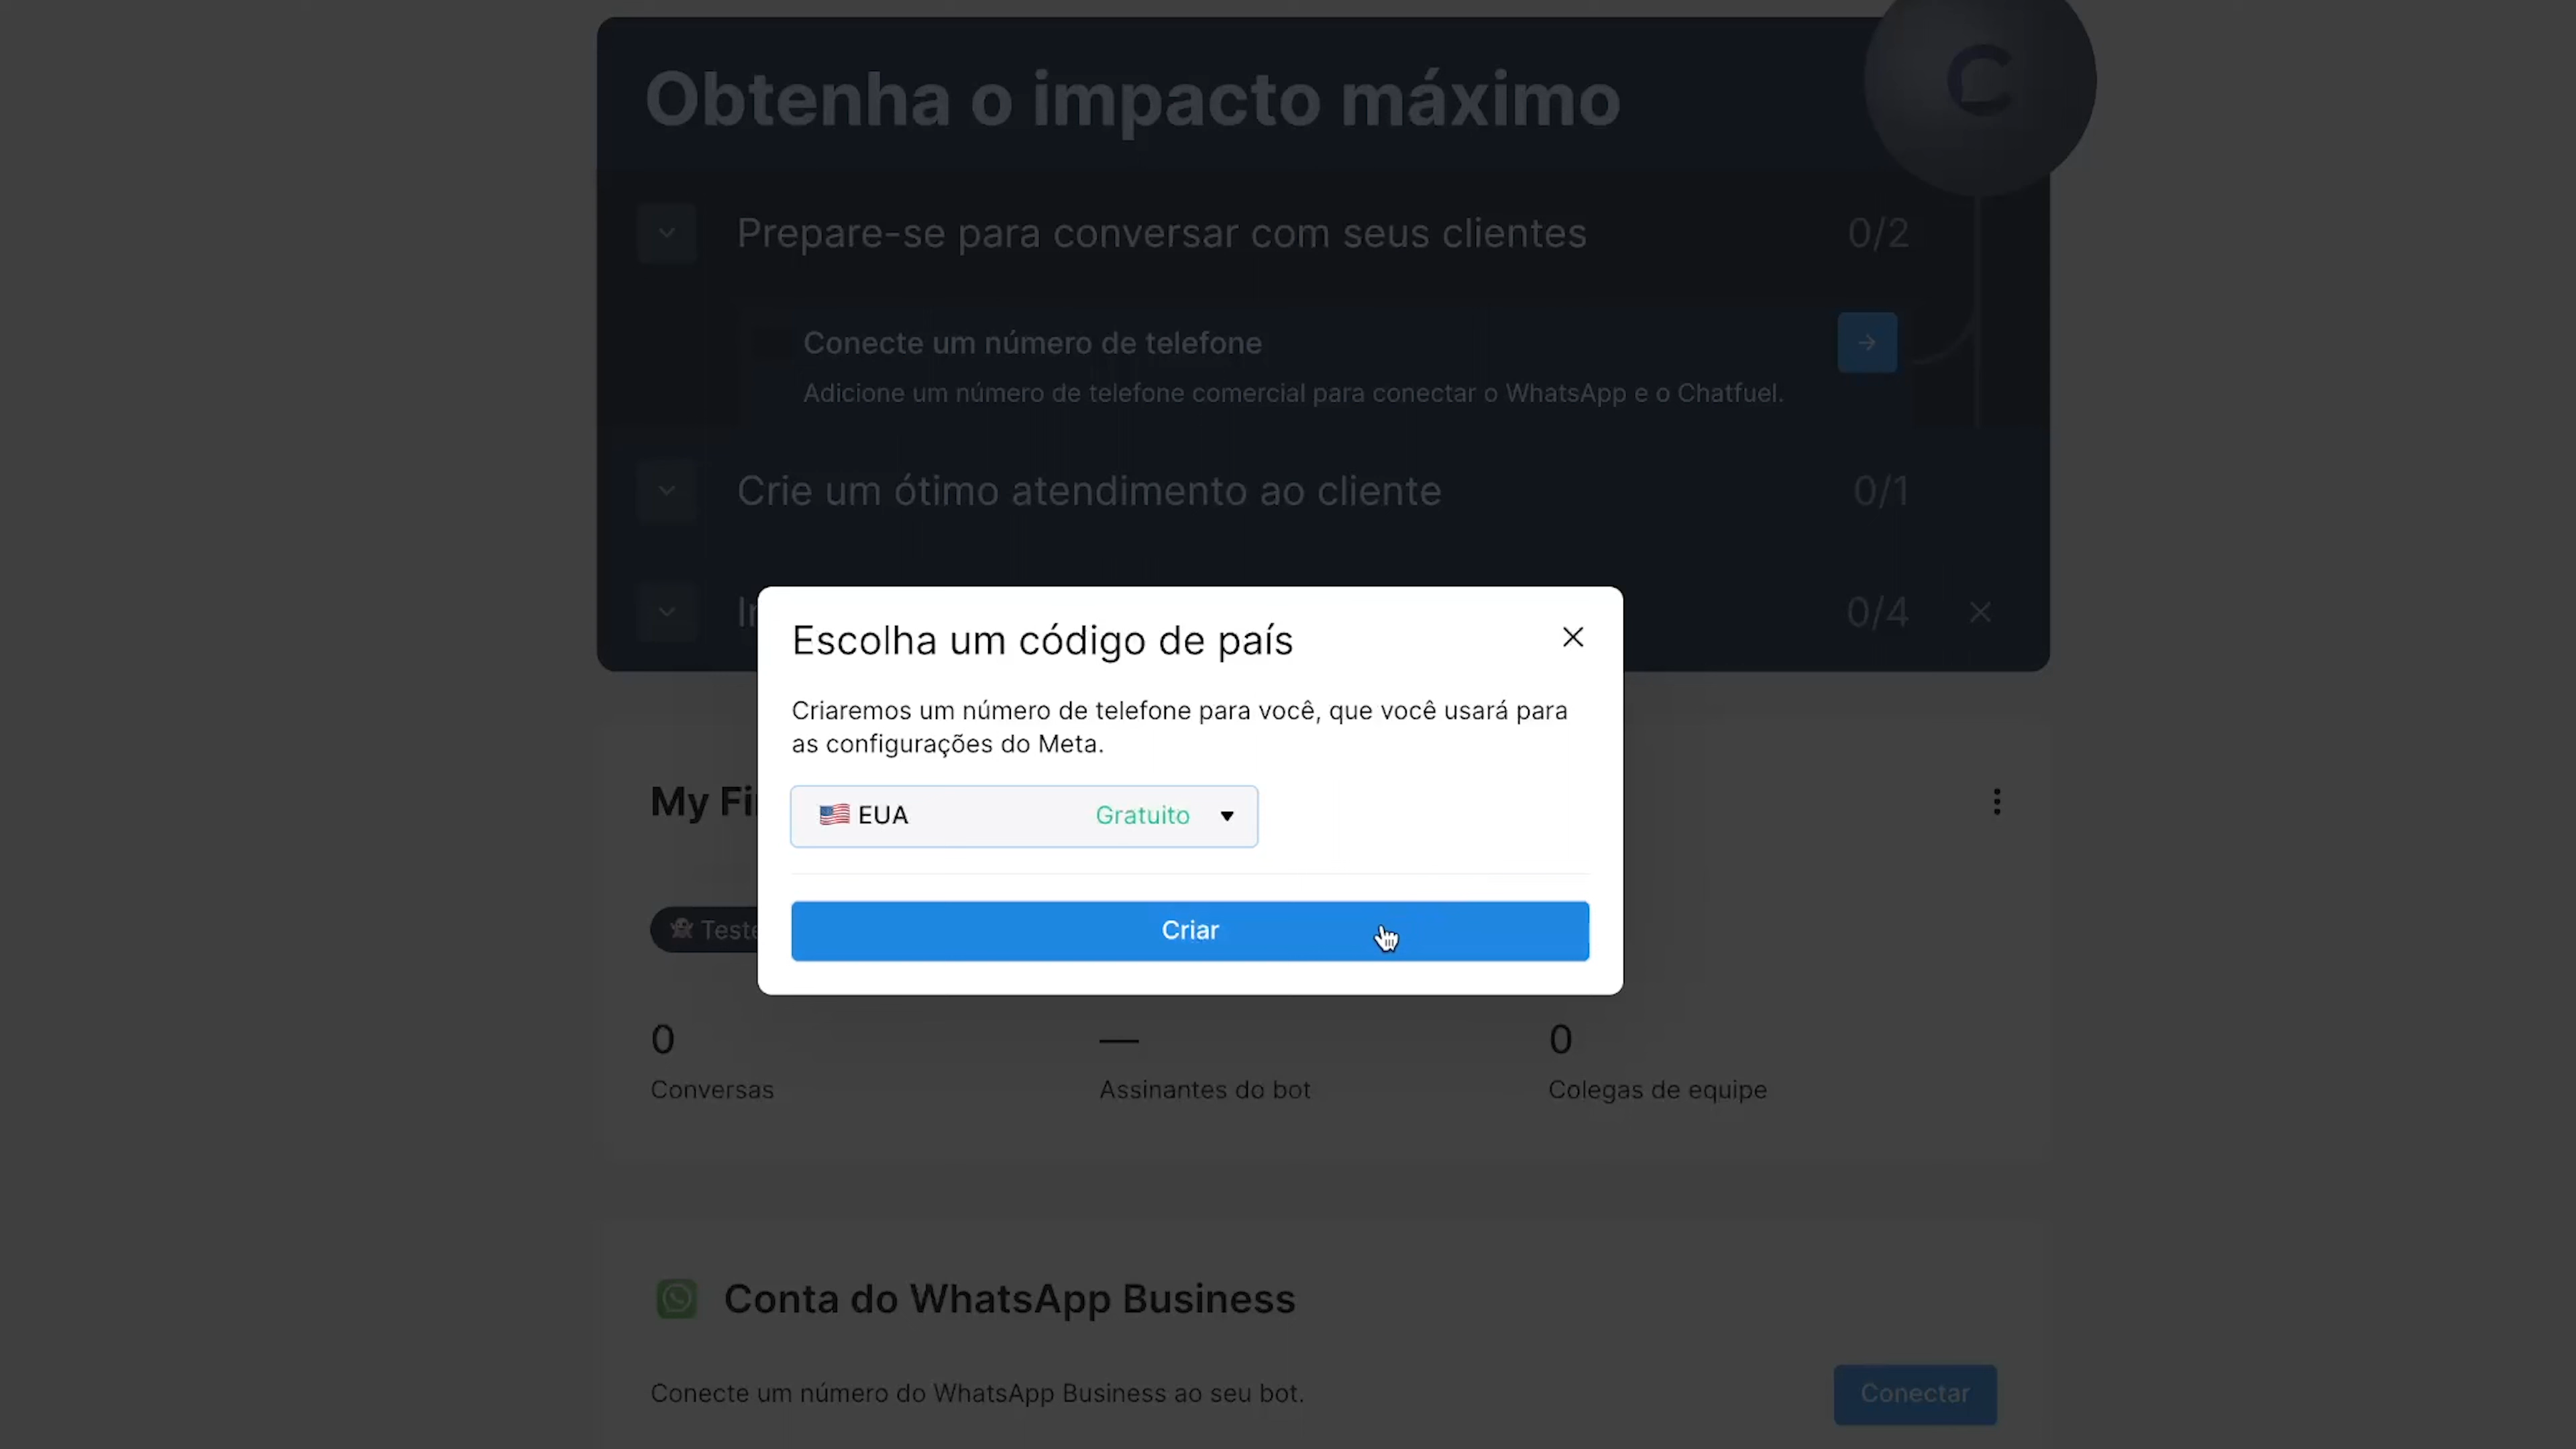 Obtenha o impacto máximo
Prepare-se para conversar com seus clientes 0/2
Conecte um número de telefone
Adicione um número de telefone comercial para conectar o WhatsApp e o Chatfuel.
Crie um ótimo atendimento ao cliente 0/1
0/4
Escolha um código de país
Criaremos um número de telefone para você, que você usará para
as configurações do Meta.
EUA Gratuito
Criar
My
Conversas 0
Assinantes do bot —
Colegas de equipe 0
Conta do WhatsApp Business
Conecte um número do WhatsApp Business ao seu bot.
Conectar